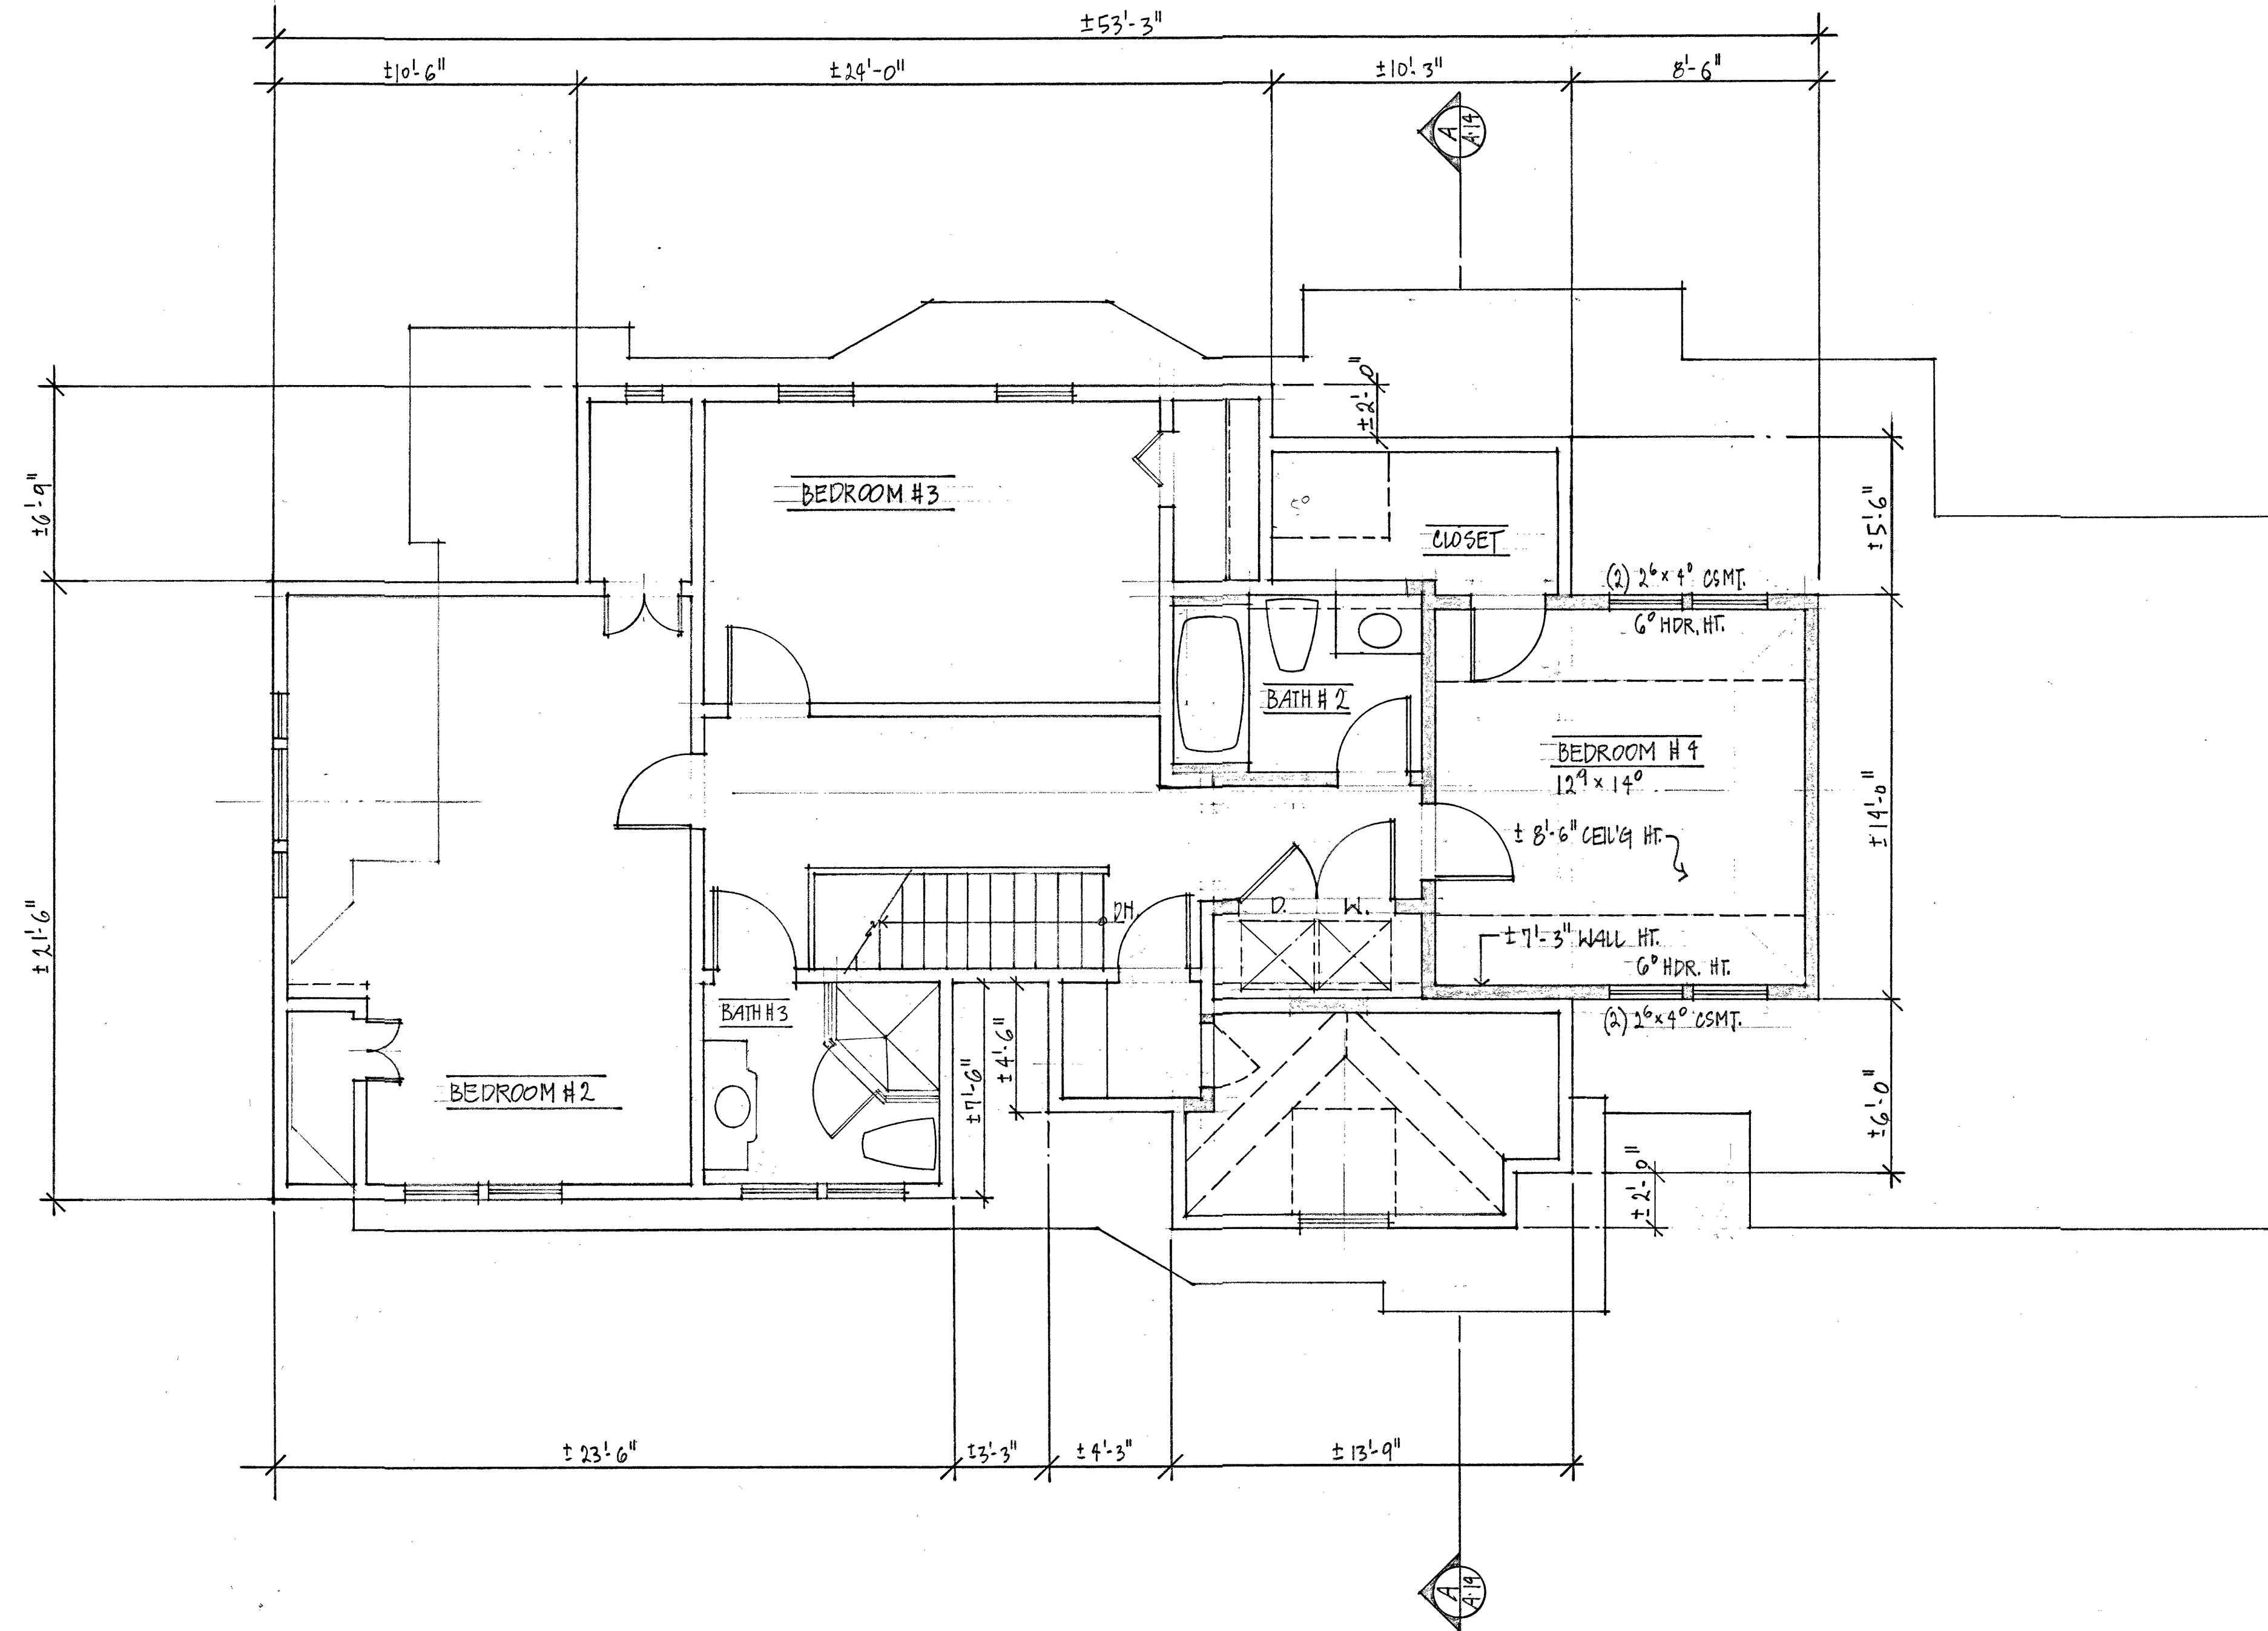 ±53'-3"
±10'-6"
±24'-0"
±10'-3"
8'-6"
A
A·14
±2'-0"
±6'-9"
BEDROOM #3
CLOSET
±5'-6"
(2) 2⁶ x 4⁰ CSMT.
6⁰ HDR. HT.
BATH #2
BEDROOM #4
12⁹ x 14⁰
± 8'-6" CEIL'G HT.
±14'-0"
±21'-6"
D.
W.
DN.
±7'-3" WALL HT.
6⁰ HDR. HT.
(2) 2⁶ x 4⁰ CSMT.
BATH #3
±4'-6"
±7'-6"
BEDROOM #2
±6'-0"
±2'-0"
± 23'-6"
±3'-3"
±4'-3"
±13'-9"
A
A·19